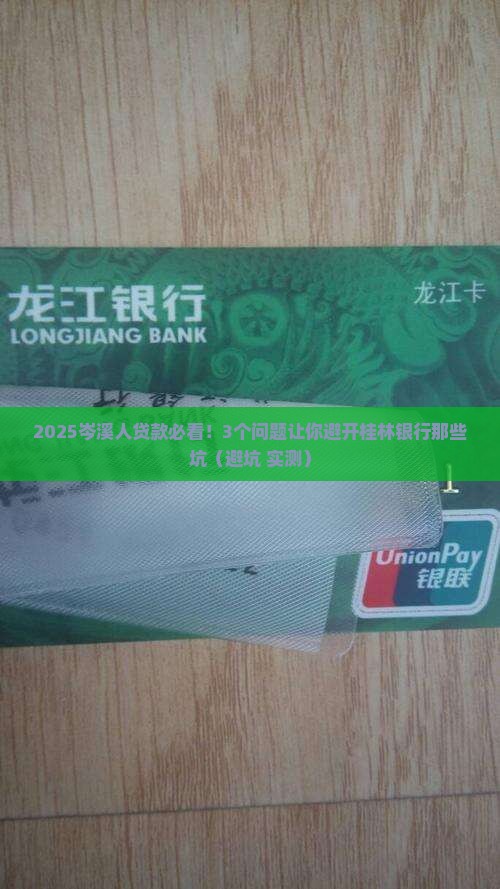 龙江银行
龙江卡
LONGJIANG BANK
2025岑溪人贷款必看！3个问题让你避开桂林银行那些
坑（避坑 实测）
1
UnionPay
银联